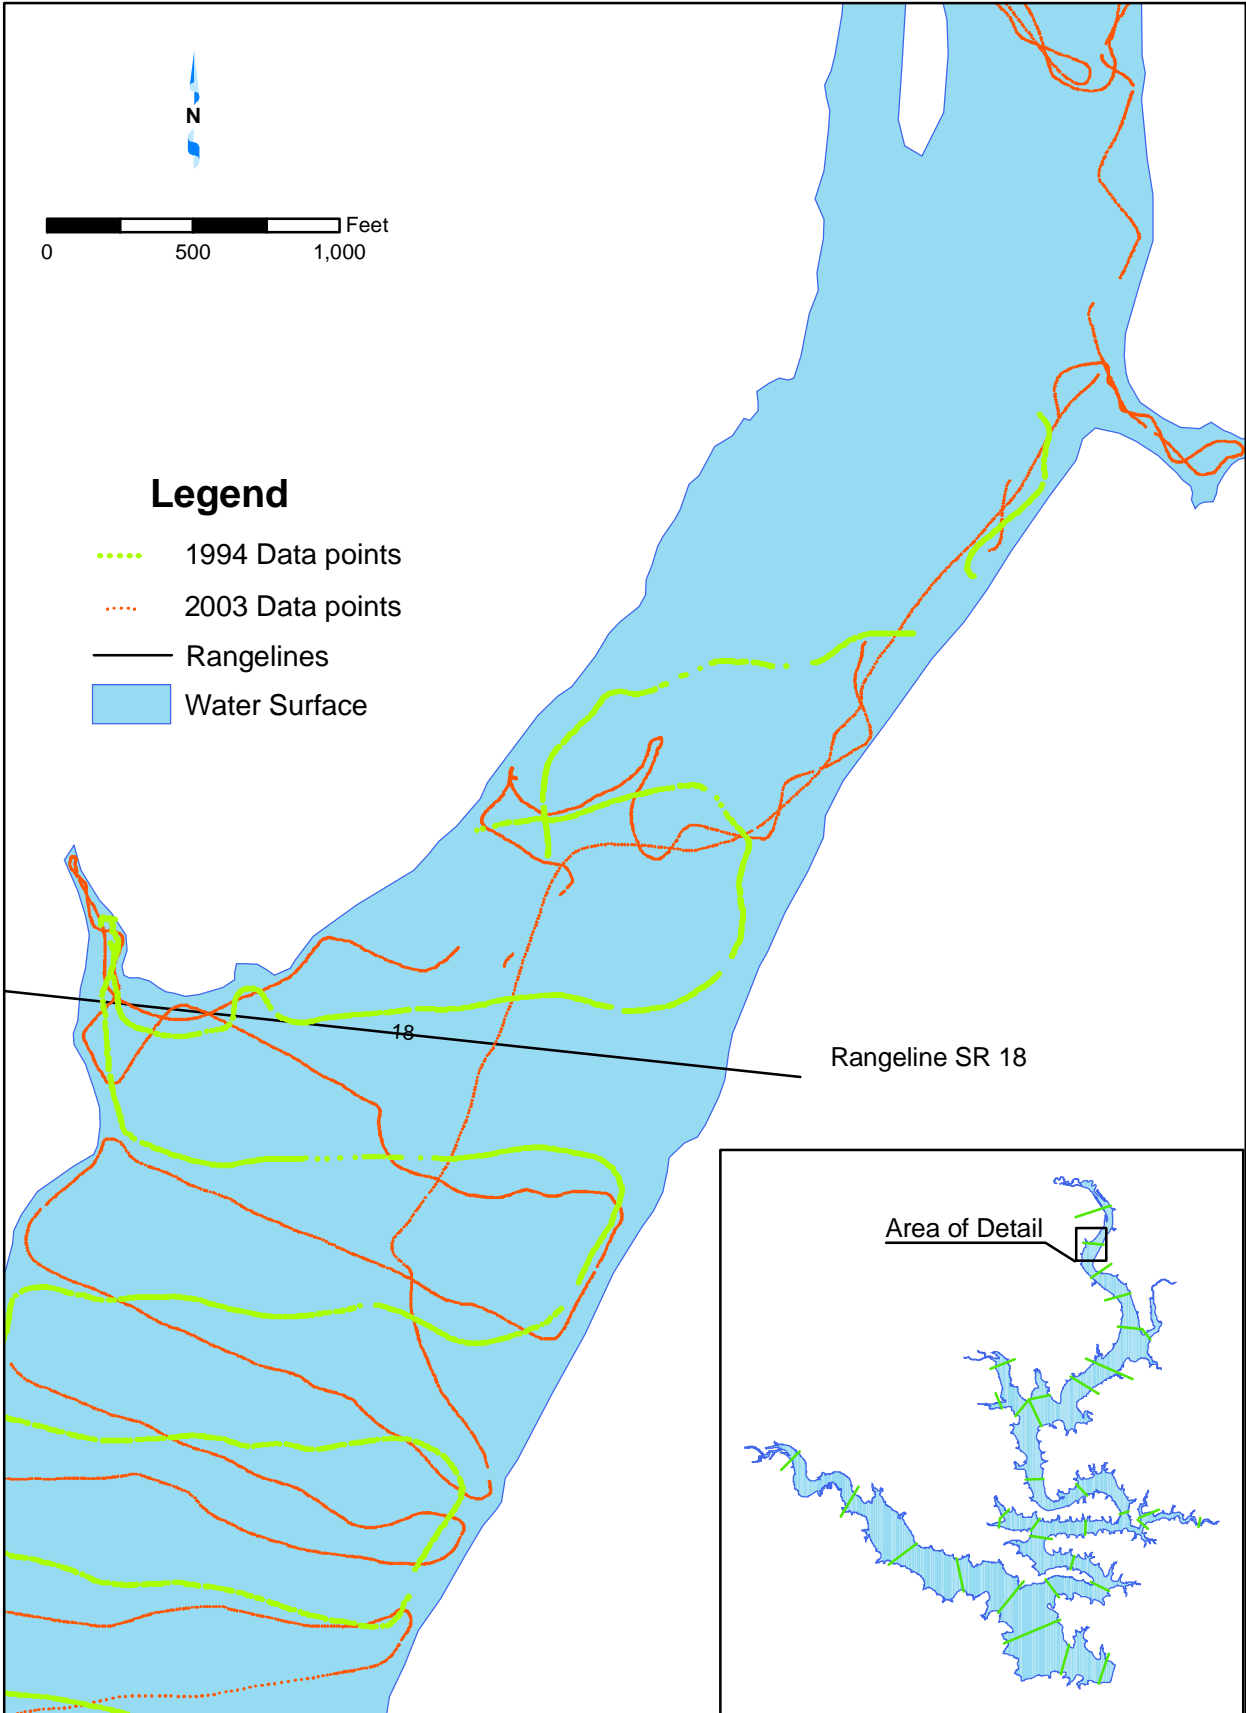 N
Feet
0 500 1,000
Legend
1994 Data points
2003 Data points
Rangelines
Water Surface
18
Rangeline SR 18
Area of Detail